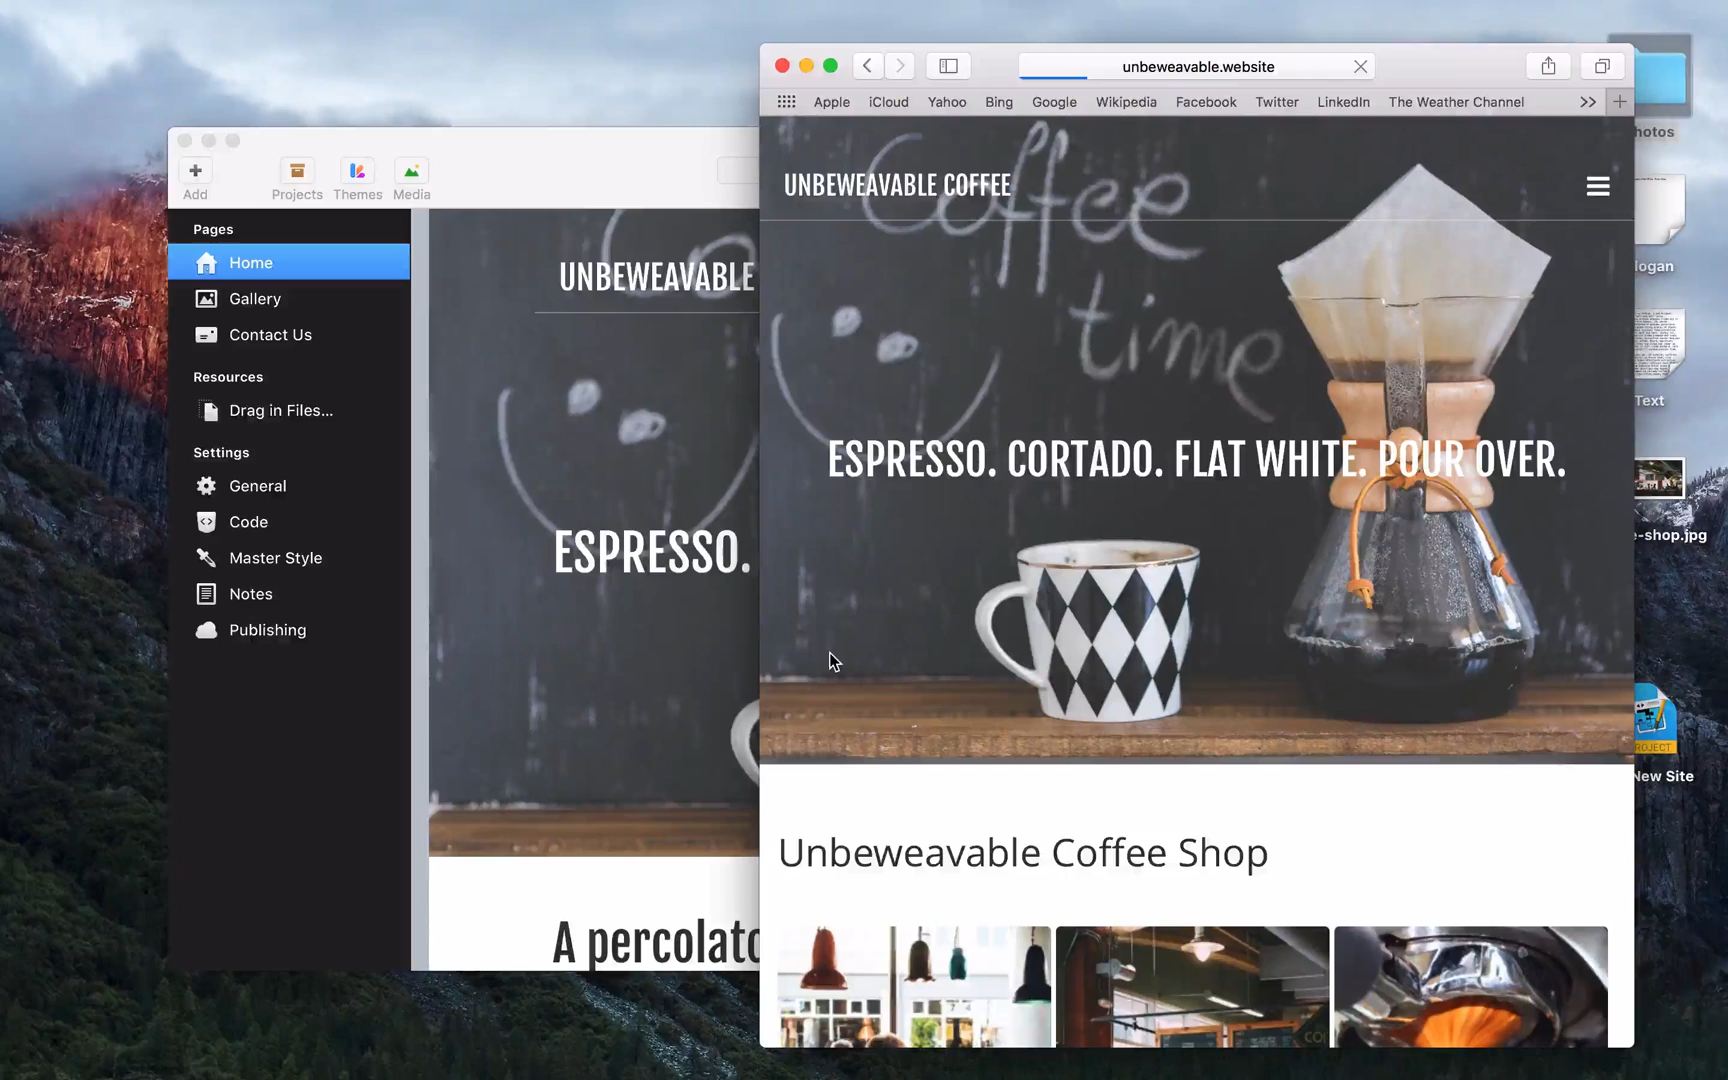 unbeweavable.website
Apple iCloud Yahoo Bing Google Wikipedia Facebook Twitter LinkedIn The Weather Channel
Add Projects Themes Media
Pages
Home
Gallery
Contact Us
Resources
Drag in Files...
Settings
General
Code
Master Style
Notes
Publishing
UNBEWEAVABLE
ESPRESSO.
A percolato
UNBEWEAVABLE COFFEE
Coffee
time
ESPRESSO. CORTADO. FLAT WHITE. POUR OVER.
Unbeweavable Coffee Shop
hotos
logan
Text
e-shop.jpg
ROJECT
New Site